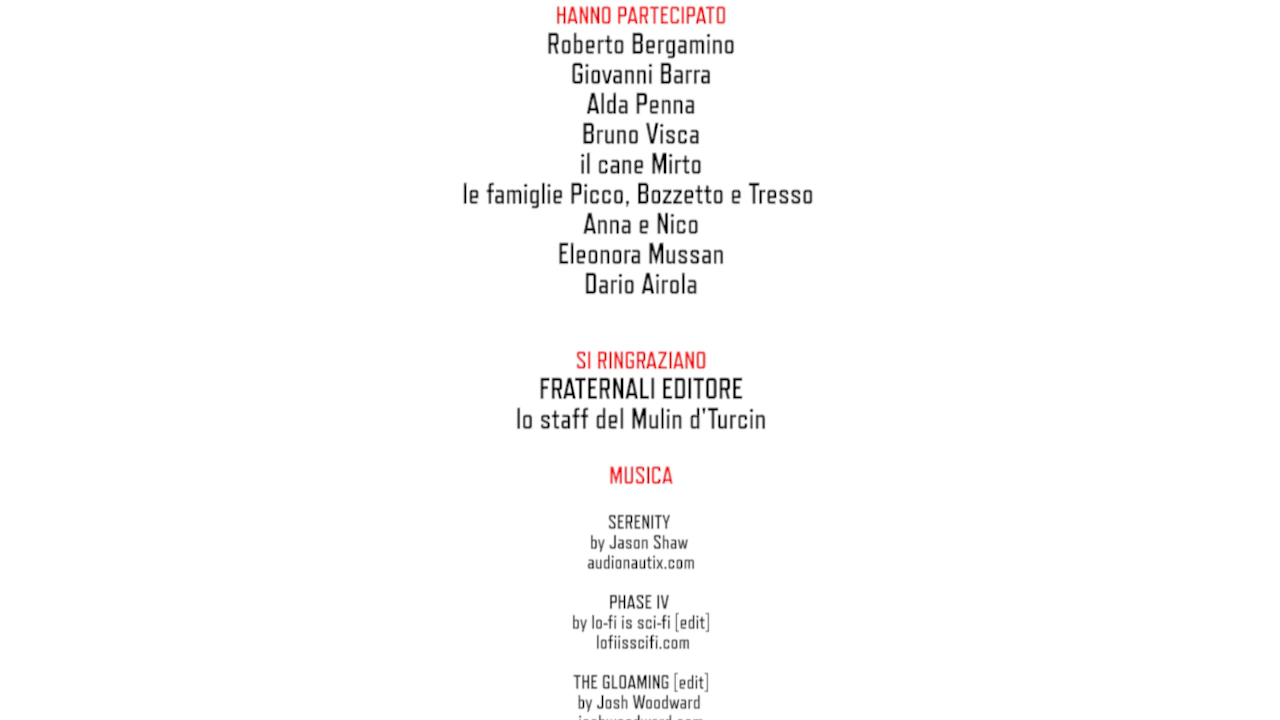 HANNO PARTECIPATO
Roberto Bergamino
Giovanni Barra
Alda Penna
Bruno Visca
il cane Mirto
le famiglie Picco, Bozzetto e Tresso
Anna e Nico
Eleonora Mussan
Dario Airola
SI RINGRAZIANO
FRATERNALI EDITORE
lo staff del Mulin d'Turcin
MUSICA
SERENITY
by Jason Shaw
audionautix.com
PHASE IV
by lo-fi is sci-fi [edit]
lofiisscifi.com
THE GLOAMING [edit]
by Josh Woodward